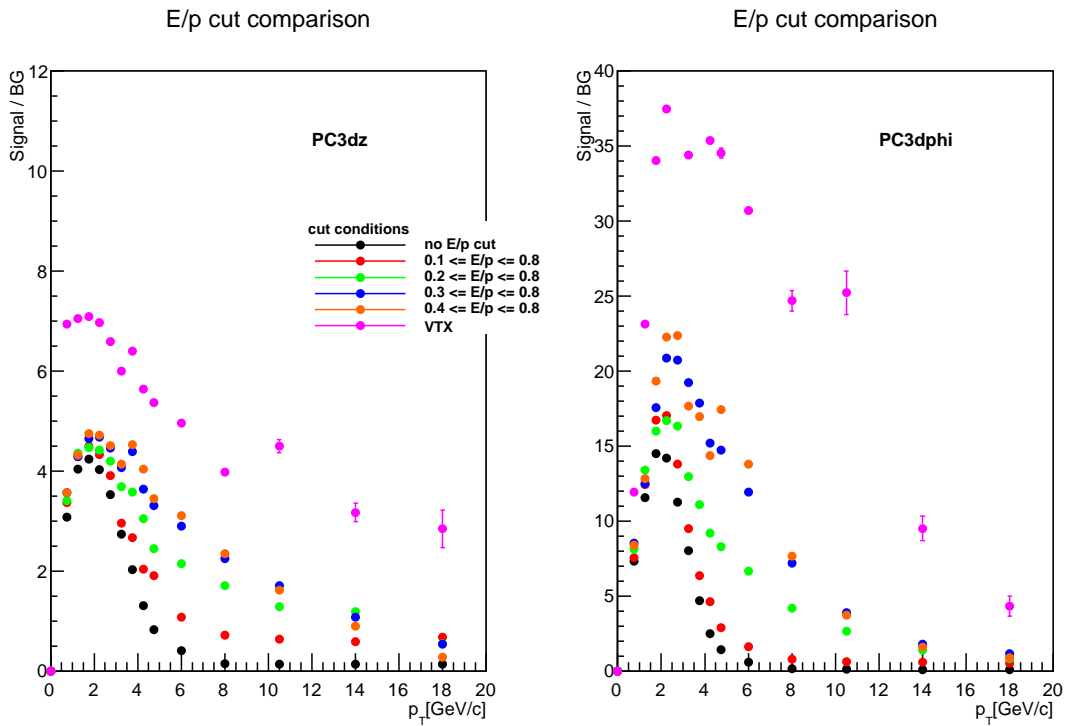 E/p cut comparison
Signal / BG
12
10
8
6
4
2
0
PC3dz
cut conditions
no E/p cut
0.1 <= E/p <= 0.8
0.2 <= E/p <= 0.8
0.3 <= E/p <= 0.8
0.4 <= E/p <= 0.8
VTX
0 2 4 6 8 10 12 14 16 18 20
p_T[GeV/c]
E/p cut comparison
Signal / BG
40
35
30
25
20
15
10
5
0
PC3dphi
0 2 4 6 8 10 12 14 16 18 20
p_T[GeV/c]